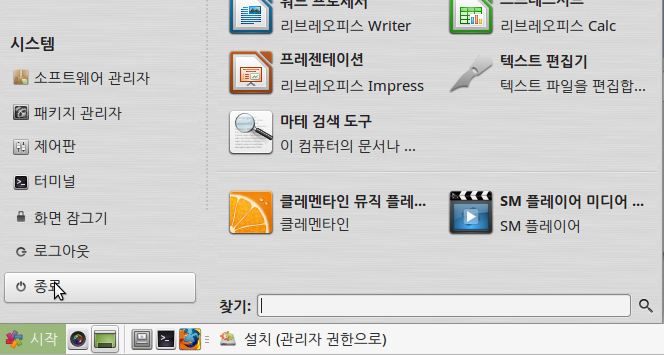 시스템
소프트웨어 관리자
패키지 관리자
제어판
터미널
화면 잠그기
로그아웃
종료
리브레오피스 Writer
리브레오피스 Calc
프레젠테이션
리브레오피스 Impress
텍스트 편집기
텍스트 파일을 편집합...
마테 검색 도구
이 컴퓨터의 문서나 ...
클레멘타인 뮤직 플레...
클레멘타인
SM 플레이어 미디어 ...
SM 플레이어
찾기:
시작
설치 (관리자 권한으로)